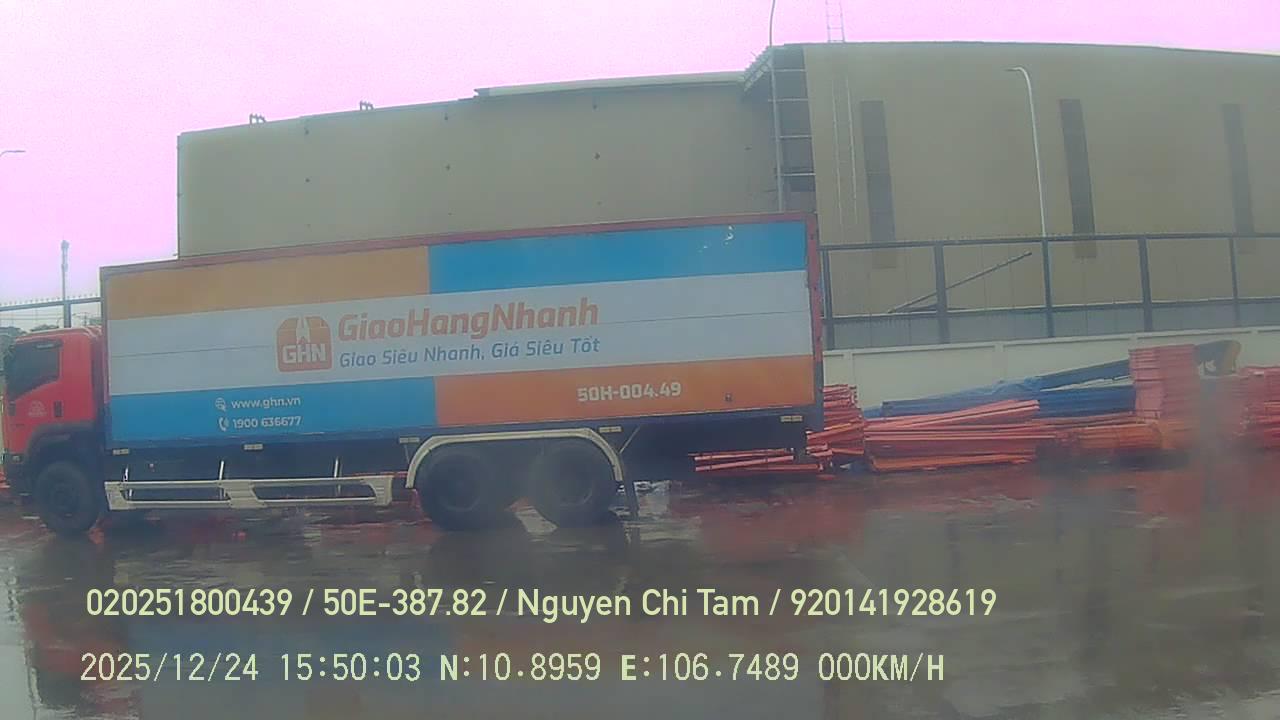 GHN
GiaoHangNhanh
Giao Siêu Nhanh, Giá Siêu Tốt
50H-004.49
www.ghn.vn
1900 636677
020251800439 / 50E-387.82 / Nguyen Chi Tam / 920141928619
2025/12/24 15:50:03 N:10.8959 E:106.7489 000KM/H